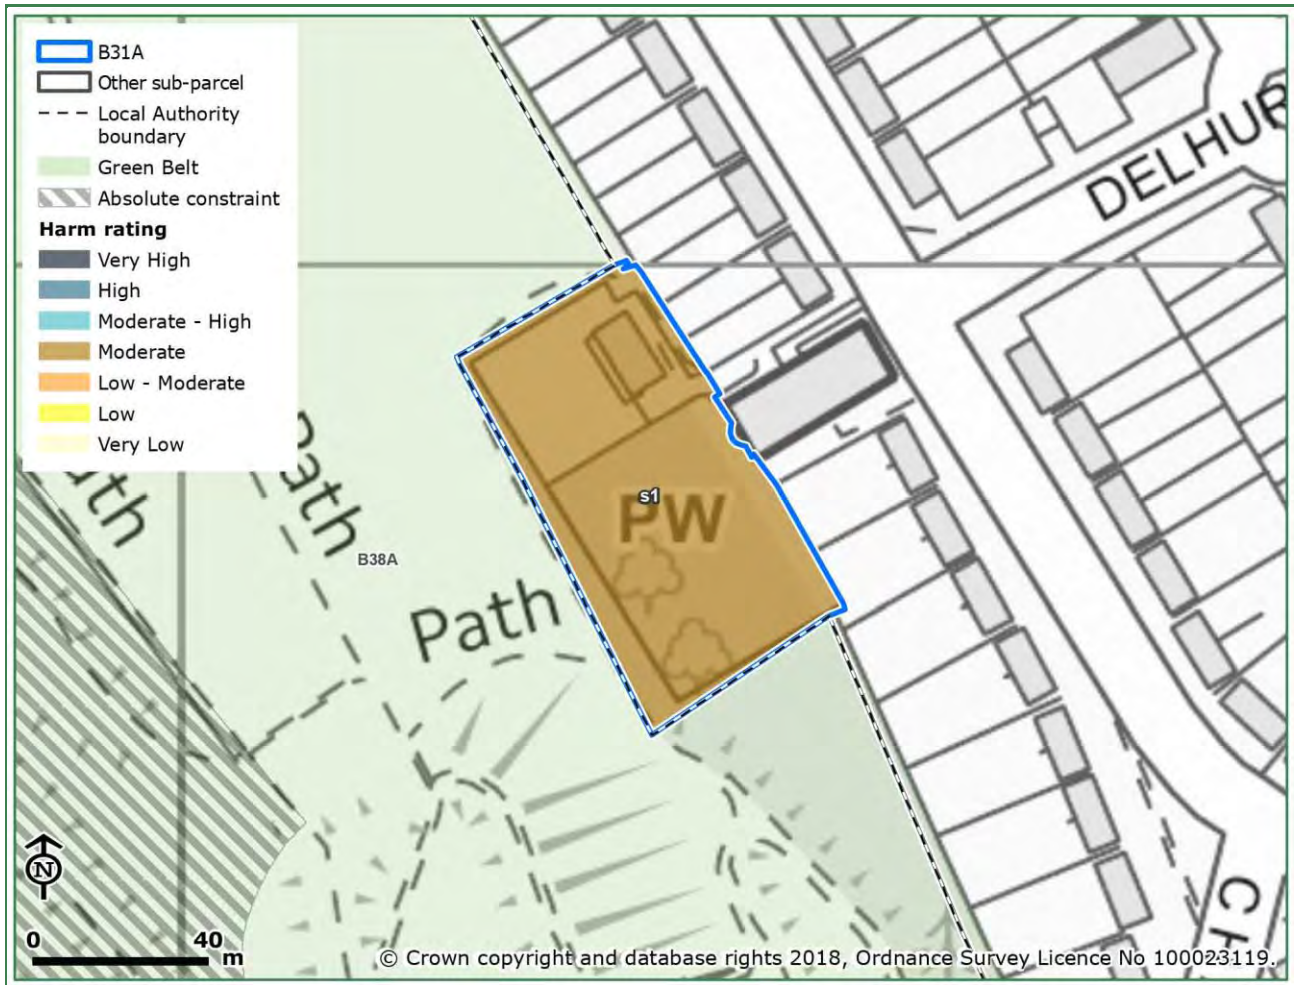 B31A
Other sub-parcel
Local Authority
boundary
Green Belt
Absolute constraint
Harm rating
Very High
High
Moderate - High
Moderate
Low - Moderate
Low
Very Low
DELHUR
Path
B38A
Path
s1
PW
N
0 40 m
© Crown copyright and database rights 2018, Ordnance Survey Licence No 100023119.